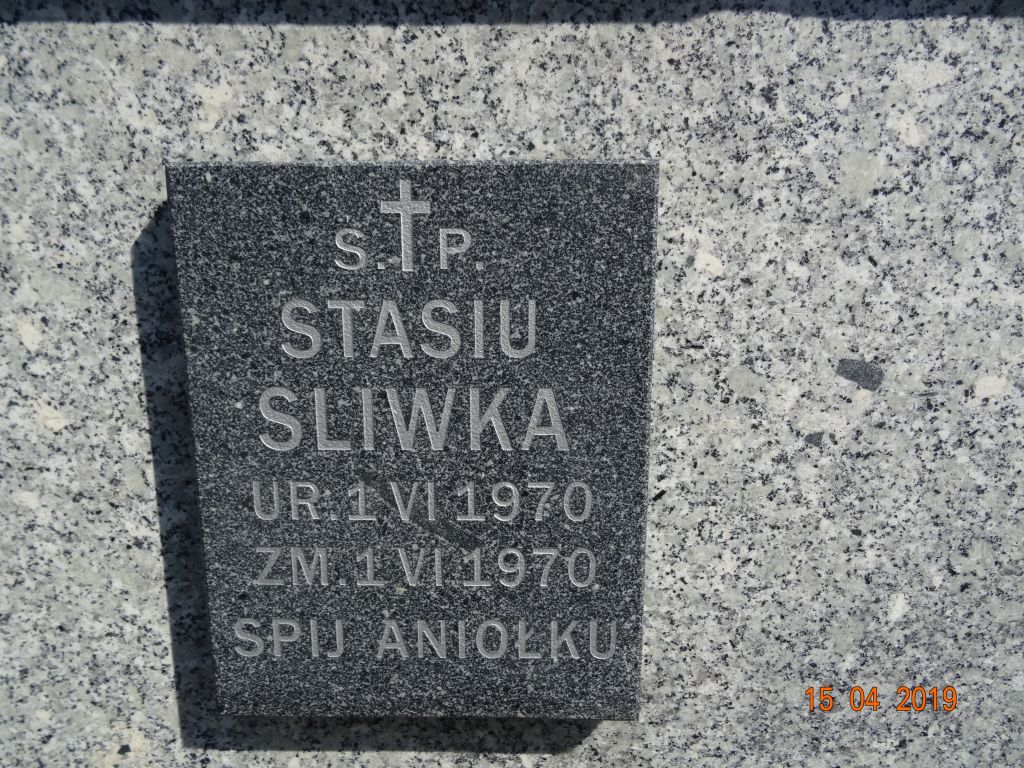 S.✝P.
STASIU
SLIWKA
UR. 1 VI 1970
ZM. 1 VI 1970
SPIJ ANIOŁKU
15 04 2019